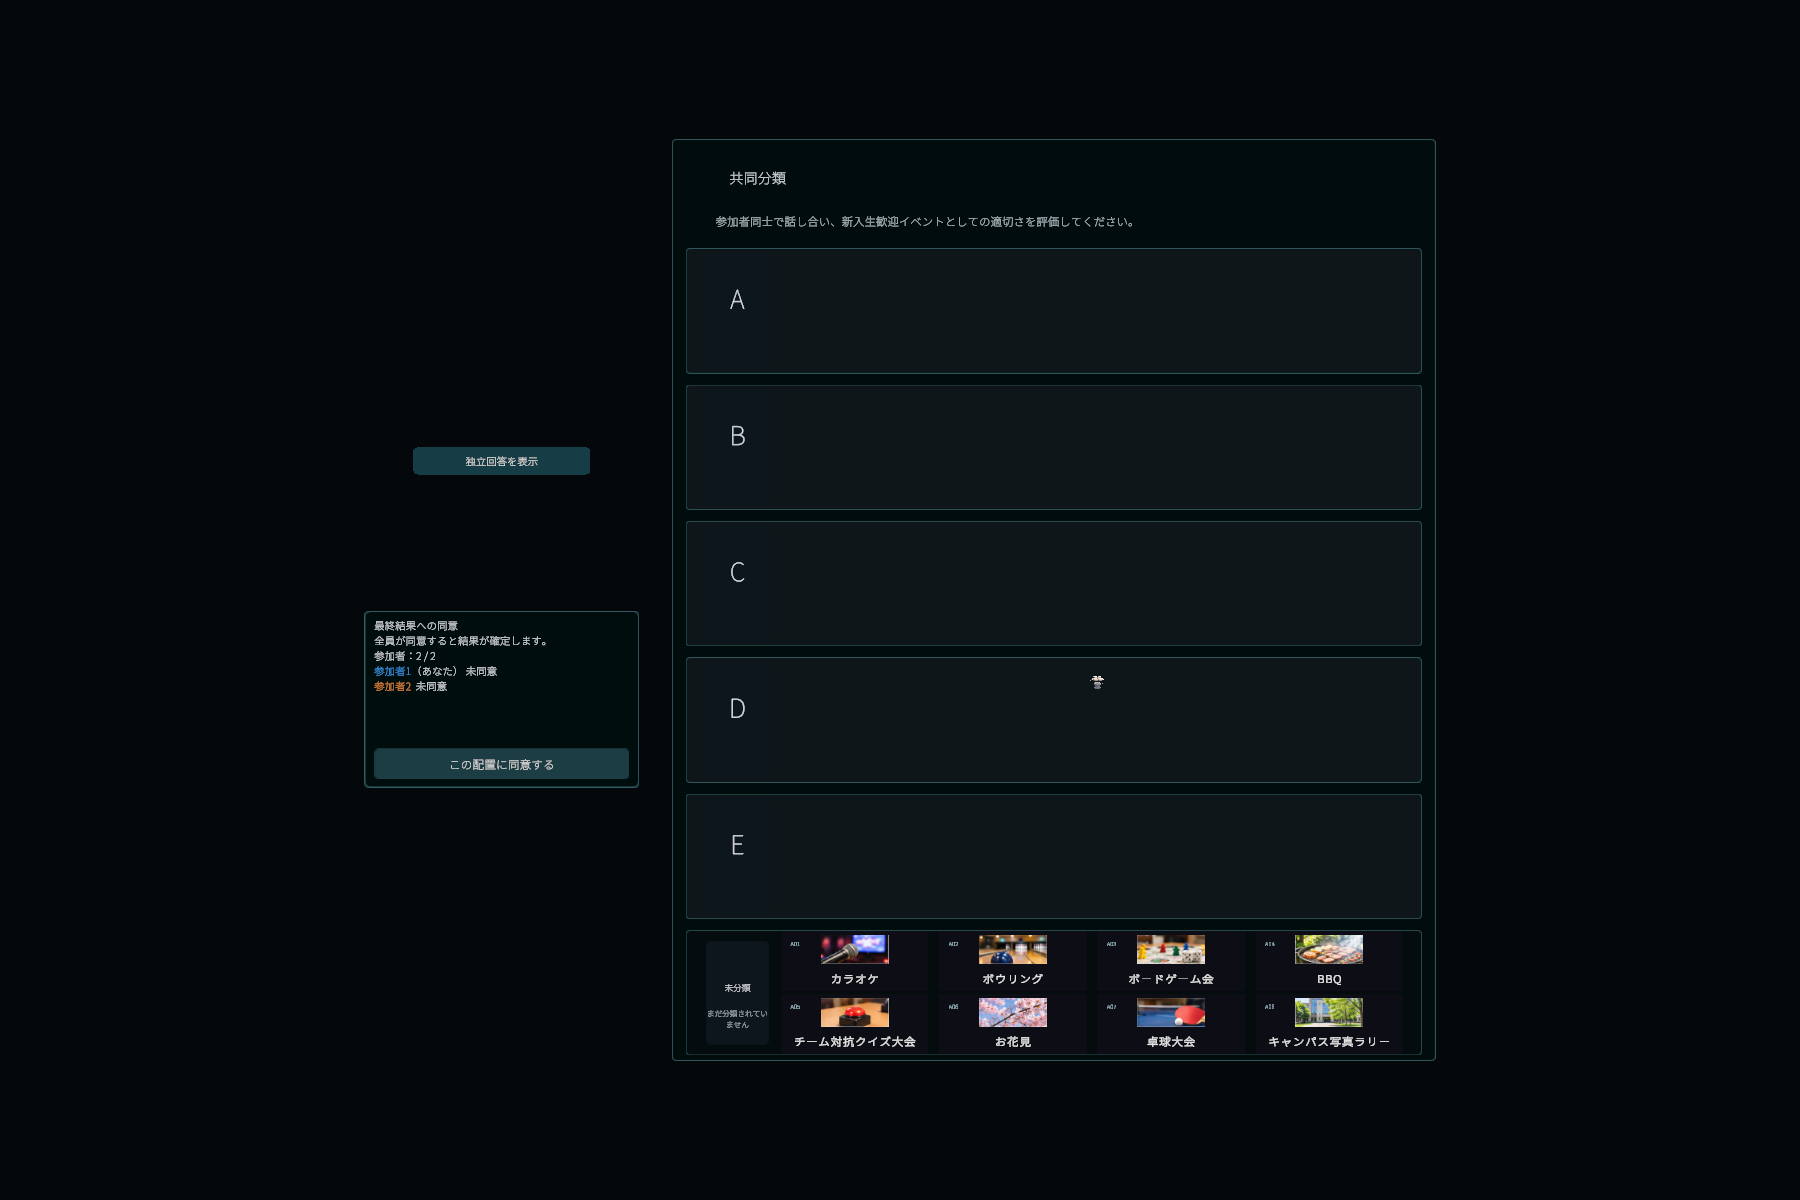 共同分類
参加者同士で話し合い、新入生歓迎イベントとしての適切さを評価してください。
A
B
C
D
E
独立回答を表示
最終結果への同意
全員が同意すると結果が確定します。
参加者：2/2
参加者1（あなた） 未同意
参加者2 未同意
この配置に同意する
未分類
まだ分類されてい
ません
A01
カラオケ
A02
ボウリング
A03
ボードゲーム会
A04
BBQ
A05
チーム対抗クイズ大会
A06
お花見
A07
卓球大会
A08
キャンパス写真ラリー